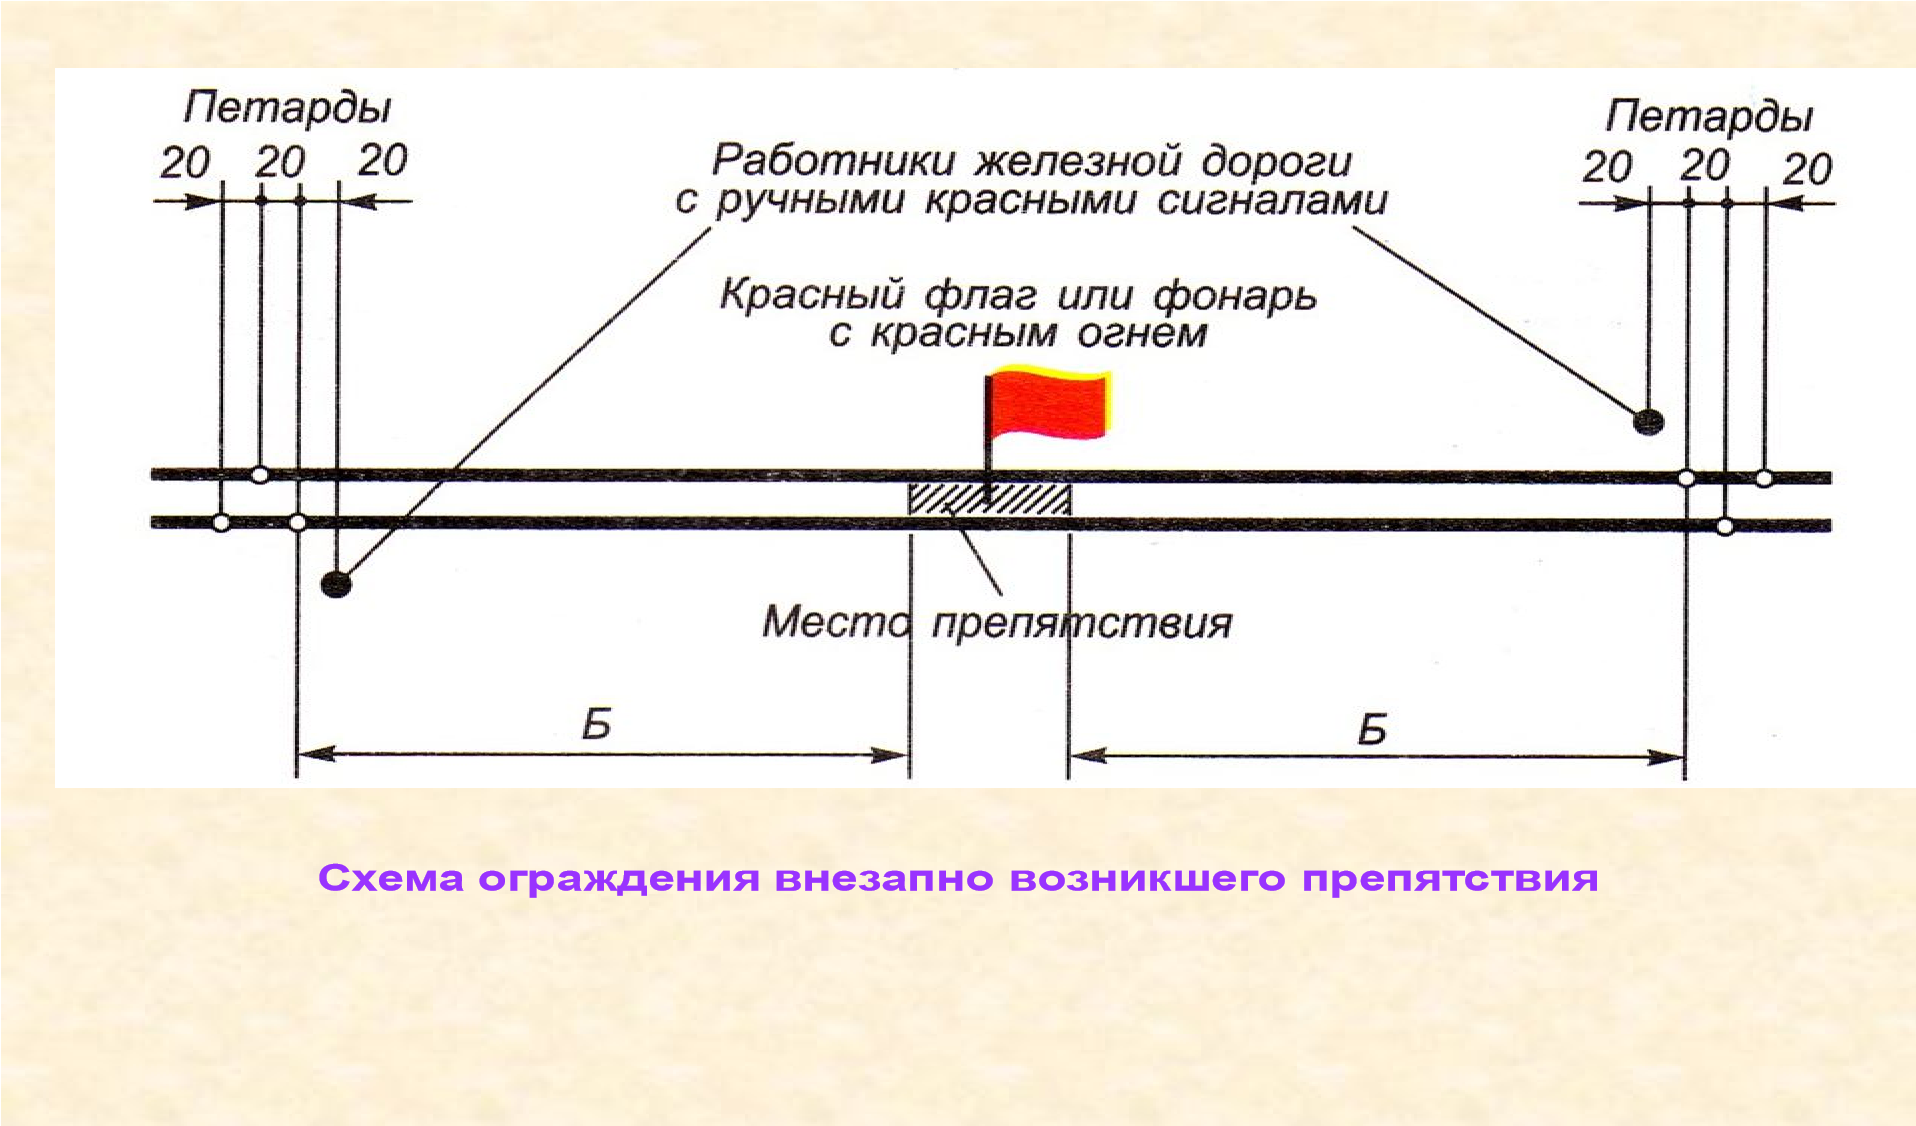 Петарды
20 20 20
Петарды
20 20 20
Работники железной дороги
с ручными красными сигналами
Красный флаг или фонарь
с красным огнем
Место препятствия
Б
Б
Схема ограждения внезапно возникшего препятствия